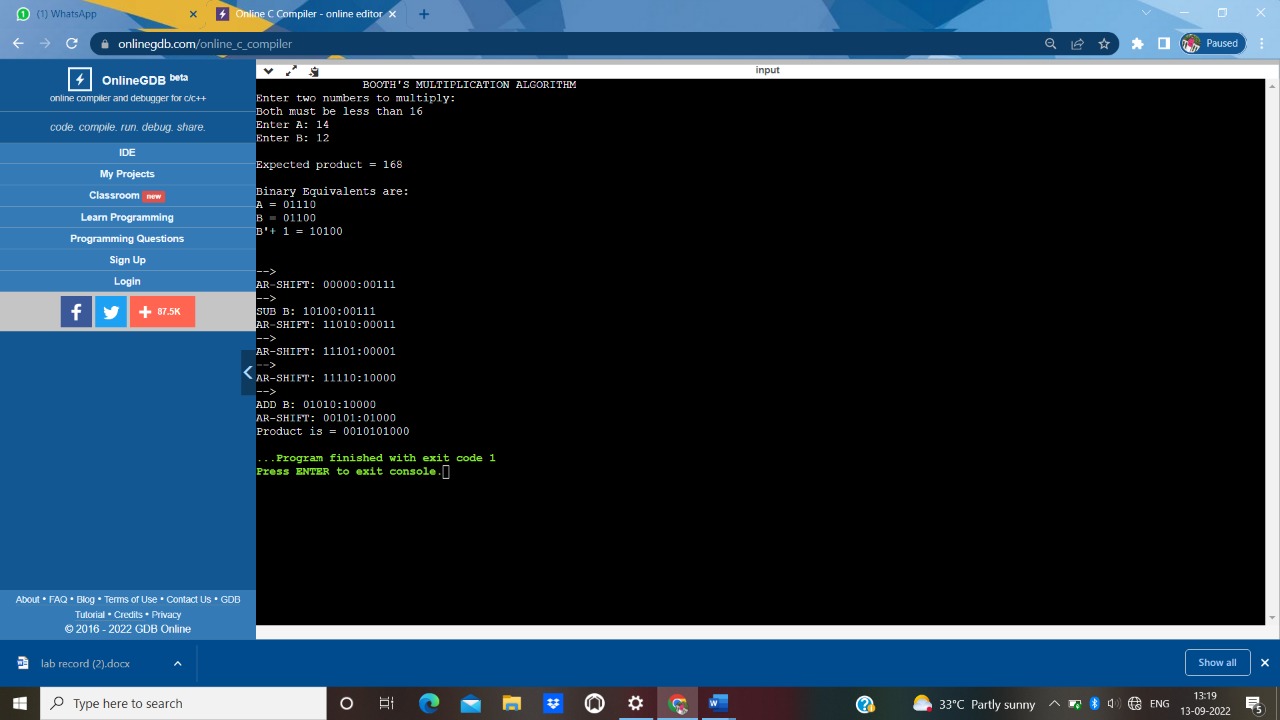 (1) WhatsApp
Online C Compiler - online editor
onlinegdb.com/online_c_compiler
Paused
OnlineGDB beta
online compiler and debugger for c/c++
code. compile. run. debug. share.
IDE
My Projects
Classroom new
Learn Programming
Programming Questions
Sign Up
Login
87.5K
input
BOOTH'S MULTIPLICATION ALGORITHM
Enter two numbers to multiply:
Both must be less than 16
Enter A: 14
Enter B: 12
Expected product = 168
Binary Equivalents are:
A = 01110
B = 01100
B'+ 1 = 10100
-->
AR-SHIFT: 00000:00111
-->
SUB B: 10100:00111
AR-SHIFT: 11010:00011
-->
AR-SHIFT: 11101:00001
-->
AR-SHIFT: 11110:10000
-->
ADD B: 01010:10000
AR-SHIFT: 00101:01000
Product is = 0010101000
...Program finished with exit code 1
Press ENTER to exit console.
About • FAQ • Blog • Terms of Use • Contact Us • GDB
Tutorial • Credits • Privacy
© 2016 - 2022 GDB Online
lab record (2).docx
Show all
Type here to search
33°C Partly sunny
ENG
13:19
13-09-2022
5